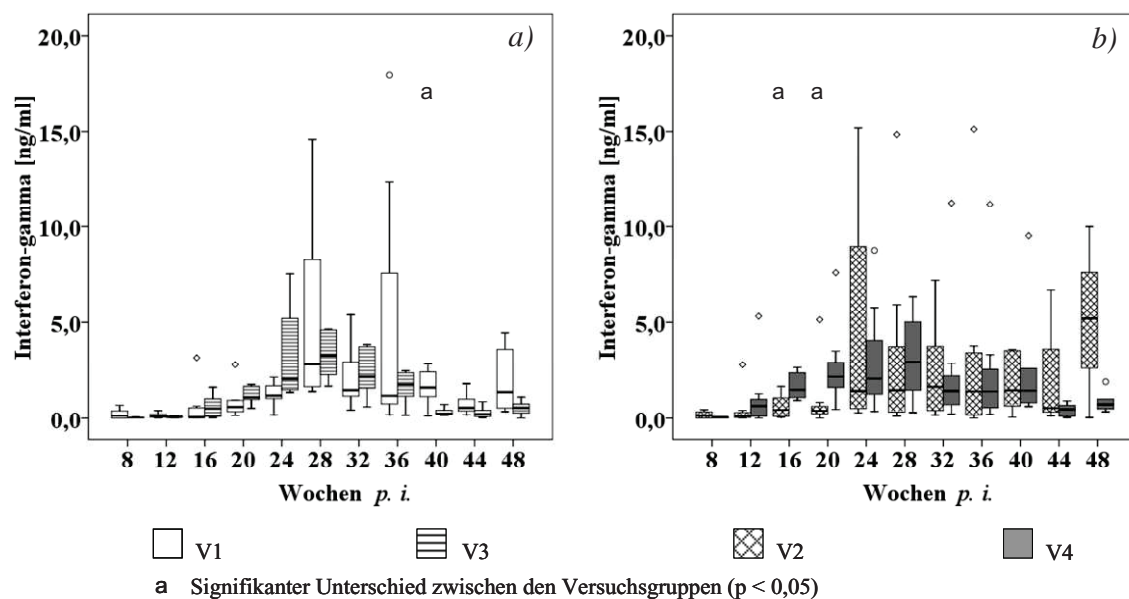 a)
Interferon-gamma [ng/ml]
20,0
15,0
10,0
5,0
0,0
a
8 12 16 20 24 28 32 36 40 44 48
Wochen p. i.
b)
Interferon-gamma [ng/ml]
20,0
15,0
10,0
5,0
0,0
a a
8 12 16 20 24 28 32 36 40 44 48
Wochen p. i.
V1 V3 V2 V4
a Signifikanter Unterschied zwischen den Versuchsgruppen (p < 0,05)